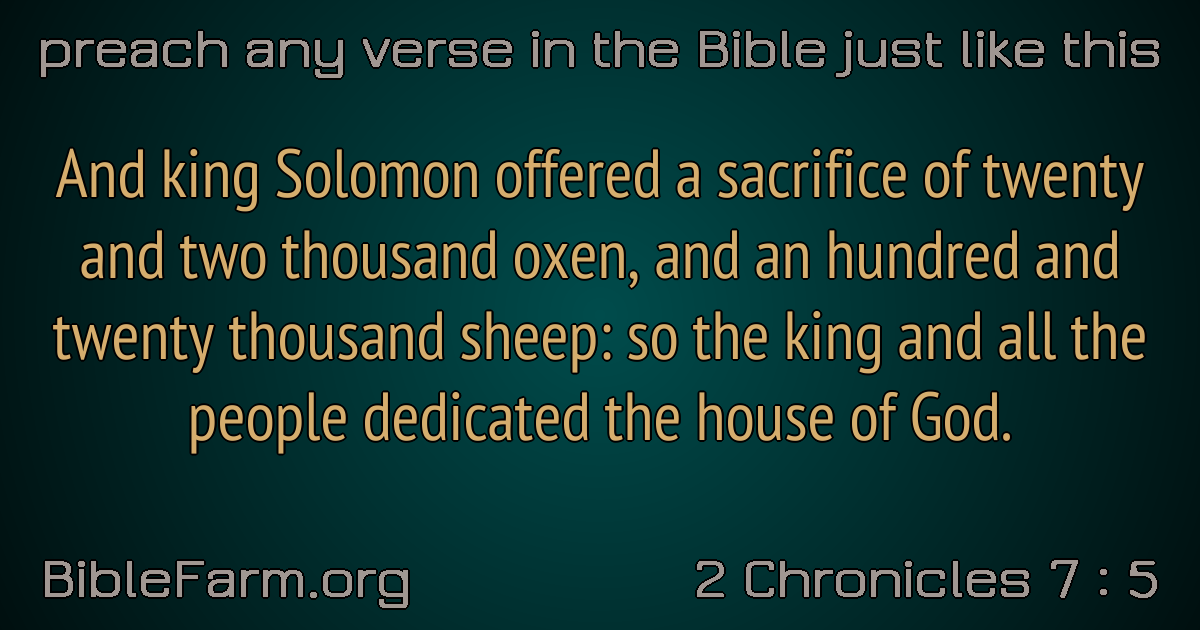 preach any verse in the Bible just like this
And king Solomon offered a sacrifice of twenty
and two thousand oxen, and an hundred and
twenty thousand sheep: so the king and all the
people dedicated the house of God.
BibleFarm.org
2 Chronicles 7 : 5